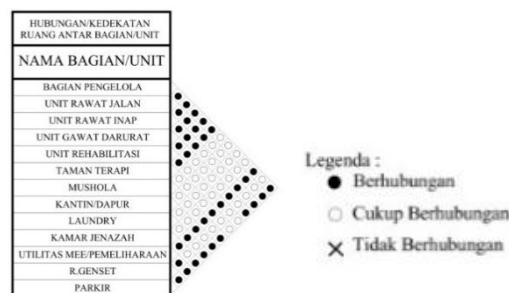 HUBUNGAN/KEDEKATAN
RUANG ANTAR BAGIAN/UNIT
NAMA BAGIAN/UNIT
BAGIAN PENGELOLA
UNIT RAWAT JALAN
UNIT RAWAT INAP
UNIT GAWAT DARURAT
UNIT REHABILITASI
TAMAN TERAPI
MUSHOLA
KANTIN/DAPUR
LAUNDRY
KAMAR JENAZAH
UTILITAS MEE/PEMELIHARAAN
R.GENSET
PARKIR
Legenda :
Berhubungan
Cukup Berhubungan
Tidak Berhubungan